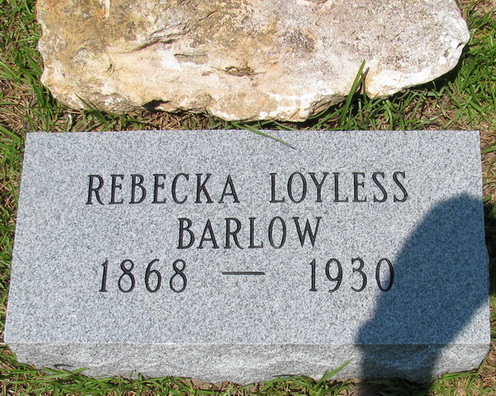 REBECKA LOYLESS
BARLOW
1868 — 1930